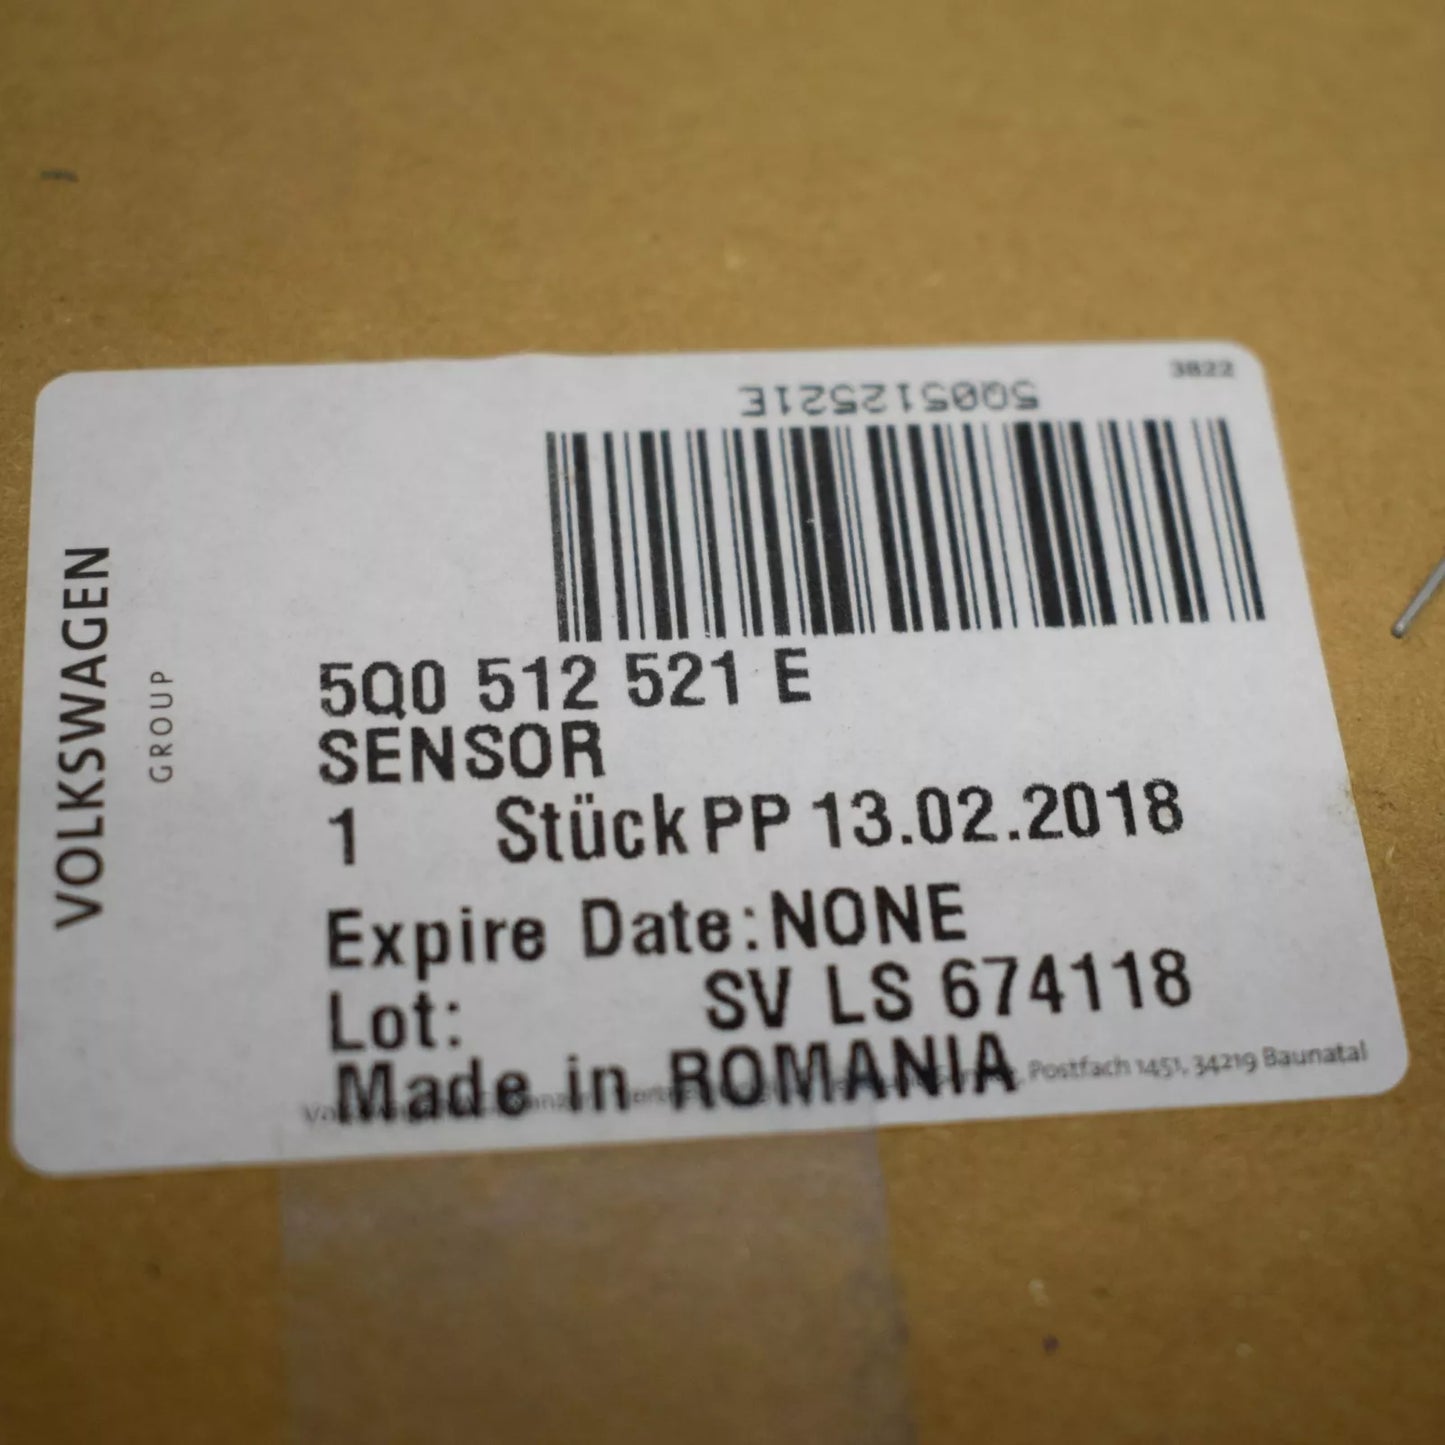 3822
5Q0512521E
VOLKSWAGEN
GROUP
5Q0 512 521 E
SENSOR
1 Stück PP 13.02.2018
Expire Date:NONE
Lot: SV LS 674118
Made in ROMANIA
Postfach 1451, 34219 Baunatal